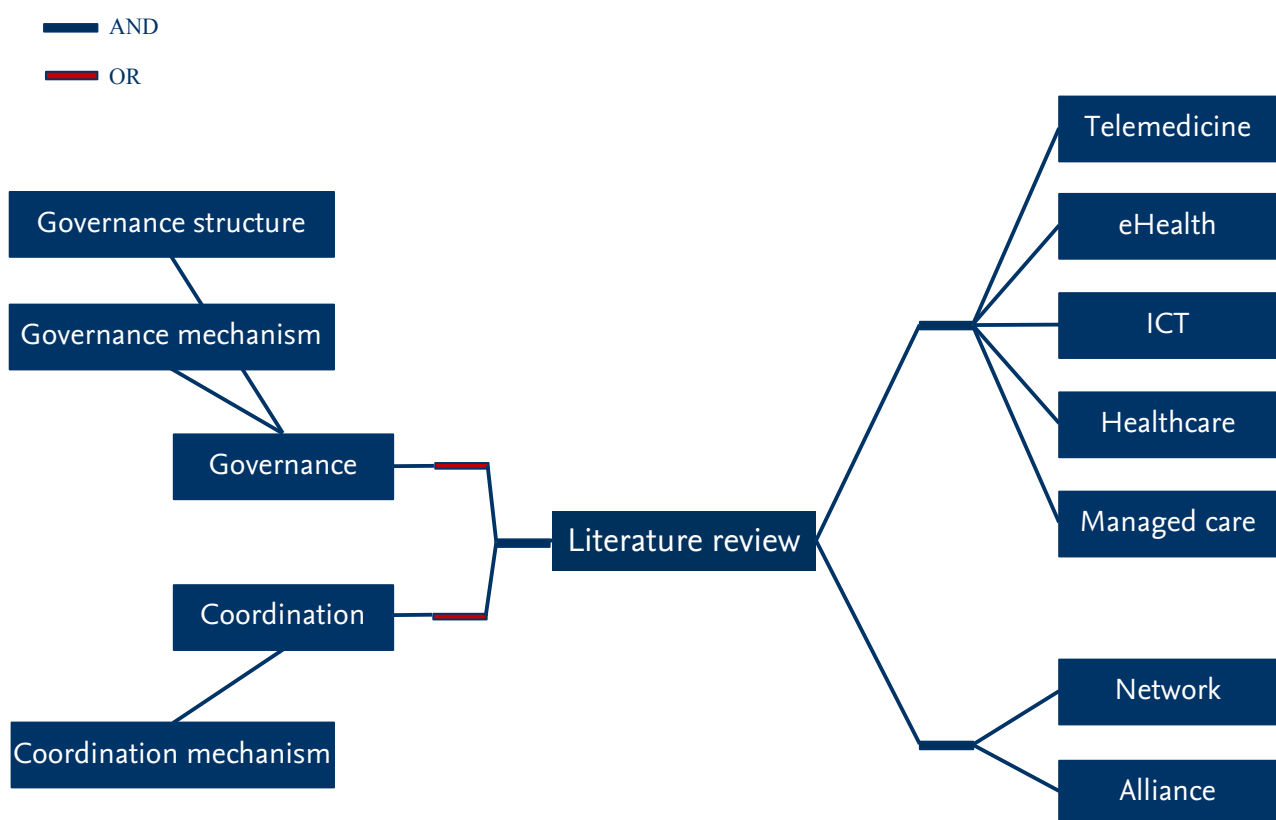 AND
OR
Governance structure
Governance mechanism
Governance
Coordination
Coordination mechanism
Literature review
Telemedicine
eHealth
ICT
Healthcare
Managed care
Network
Alliance